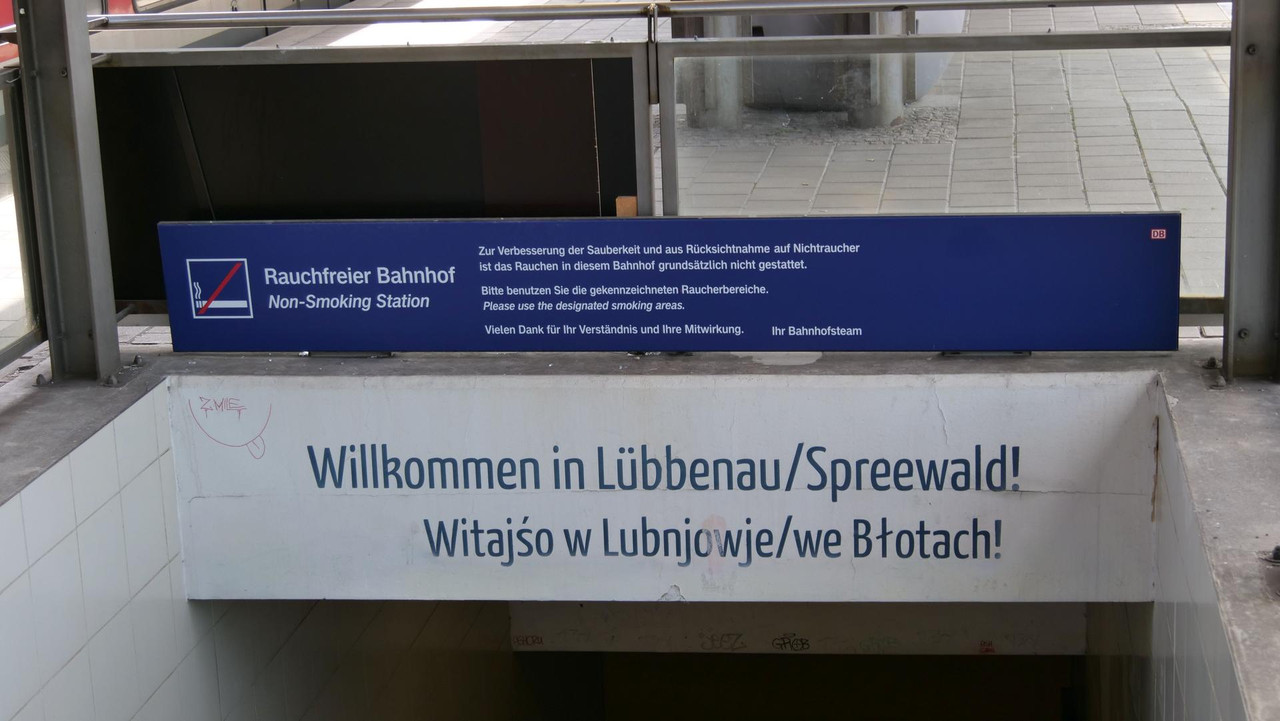 DB
Rauchfreier Bahnhof
Non-Smoking Station
Zur Verbesserung der Sauberkeit und aus Rücksichtnahme auf Nichtraucher
ist das Rauchen in diesem Bahnhof grundsätzlich nicht gestattet.
Bitte benutzen Sie die gekennzeichneten Raucherbereiche.
Please use the designated smoking areas.
Vielen Dank für Ihr Verständnis und Ihre Mitwirkung. Ihr Bahnhofsteam
Willkommen in Lübbenau/Spreewald!
Witajśo w Lubnjowje/we Błotach!